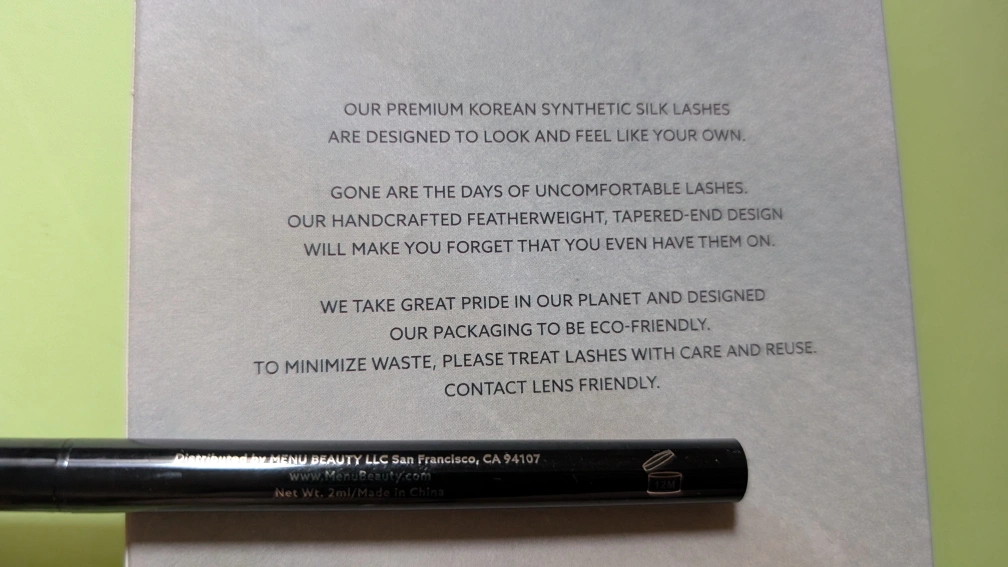 OUR PREMIUM KOREAN SYNTHETIC SILK LASHES
ARE DESIGNED TO LOOK AND FEEL LIKE YOUR OWN.
GONE ARE THE DAYS OF UNCOMFORTABLE LASHES.
OUR HANDCRAFTED FEATHERWEIGHT, TAPERED-END DESIGN
WILL MAKE YOU FORGET THAT YOU EVEN HAVE THEM ON.
WE TAKE GREAT PRIDE IN OUR PLANET AND DESIGNED
OUR PACKAGING TO BE ECO-FRIENDLY.
TO MINIMIZE WASTE, PLEASE TREAT LASHES WITH CARE AND REUSE.
CONTACT LENS FRIENDLY.
Distributed by MENU BEAUTY LLC San Francisco, CA 94107
www.MenuBeauty.com
Net Wt. 2ml/Made in China
12M